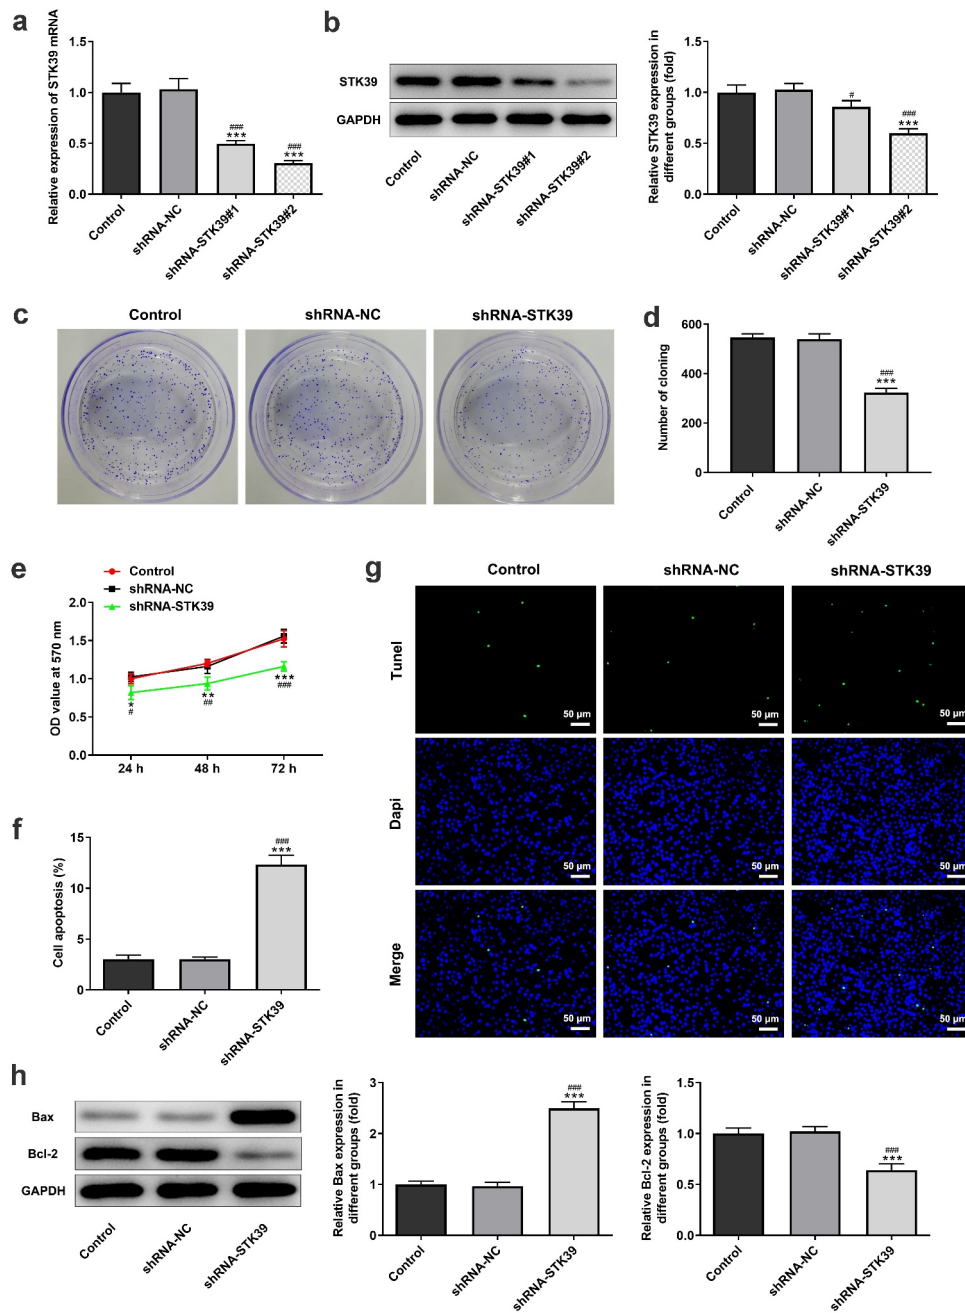 a
Relative expression of STK39 mRNA
1.5
1.0
0.5
0.0
###
***
###
***
Control
shRNA-NC
shRNA-STK39#1
shRNA-STK39#2
b
STK39
GAPDH
Control
shRNA-NC
shRNA-STK39#1
shRNA-STK39#2
Relative STK39 expression in
different groups (fold)
1.5
1.0
0.5
0.0
#
###
***
Control
shRNA-NC
shRNA-STK39#1
shRNA-STK39#2
c
Control
shRNA-NC
shRNA-STK39
d
Number of cloning
600
400
200
0
###
***
Control
shRNA-NC
shRNA-STK39
e
Control
shRNA-NC
shRNA-STK39
OD value at 570 nm
2.0
1.5
1.0
0.5
0.0
*
#
**
##
***
###
24 h
48 h
72 h
f
Cell apoptosis (%)
15
10
5
0
###
***
Control
shRNA-NC
shRNA-STK39
g
Control
shRNA-NC
shRNA-STK39
Tunel
50 μm
50 μm
50 μm
Dapi
50 μm
50 μm
50 μm
Merge
50 μm
50 μm
50 μm
h
Bax
Bcl-2
GAPDH
Control
shRNA-NC
shRNA-STK39
Relative Bax expression in
different groups (fold)
3
2
1
0
###
***
Control
shRNA-NC
shRNA-STK39
Relative Bcl-2 expression in
different groups (fold)
1.5
1.0
0.5
0.0
###
***
Control
shRNA-NC
shRNA-STK39